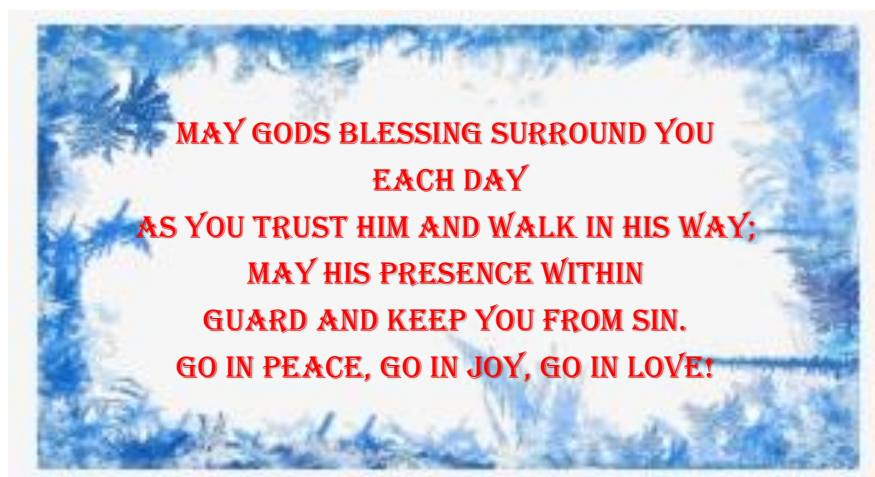 MAY GODS BLESSING SURROUND YOU
EACH DAY
AS YOU TRUST HIM AND WALK IN HIS WAY;
MAY HIS PRESENCE WITHIN
GUARD AND KEEP YOU FROM SIN.
GO IN PEACE, GO IN JOY, GO IN LOVE!